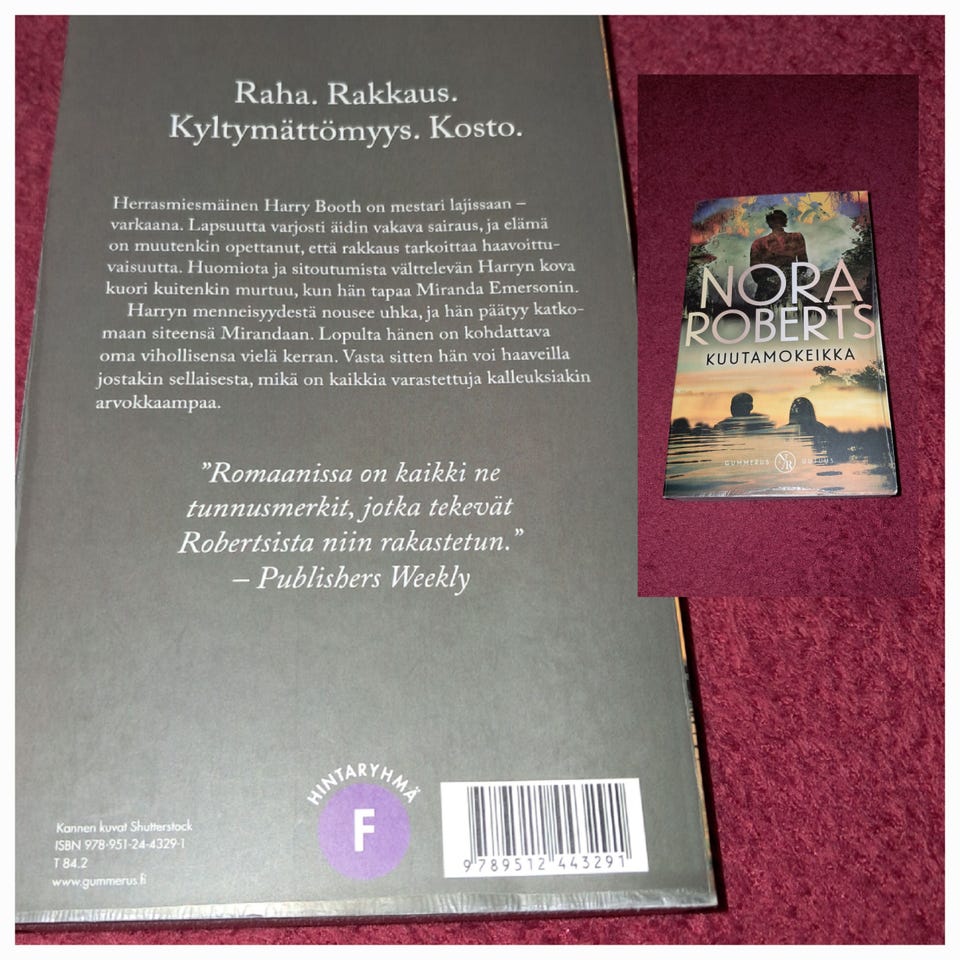 Raha. Rakkaus.
Kyltymättömyys. Kosto.
Herrasmiesmäinen Harry Booth on mestari lajissaan –
varkaana. Lapsuutta varjosti äidin vakava sairaus, ja elämä
on muutenkin opettanut, että rakkaus tarkoittaa haavoittu-
vaisuutta. Huomiota ja sitoutumista välttelevän Harryn kova
kuori kuitenkin murtuu, kun hän tapaa Miranda Emersonin.
Harryn menneisyydestä nousee uhka, ja hän päätyy katko-
maan siteensä Mirandaan. Lopulta hänen on kohdattava
oma vihollisensa vielä kerran. Vasta sitten hän voi haaveilla
jostakin sellaisesta, mikä on kaikkia varastettuja kalleuksiakin
arvokkaampaa.
”Romaanissa on kaikki ne
tunnusmerkit, jotka tekevät
Robertsista niin rakastetun.”
– Publishers Weekly
HINTARYHMÄ
F
Kannen kuvat Shutterstock
ISBN 978-951-24-4329-1
T 84.2
www.gummerus.fi
9 789512 443291
NORA
ROBERTS
KUUTAMOKEIKKA
GUMMERUS NR UUTUUS